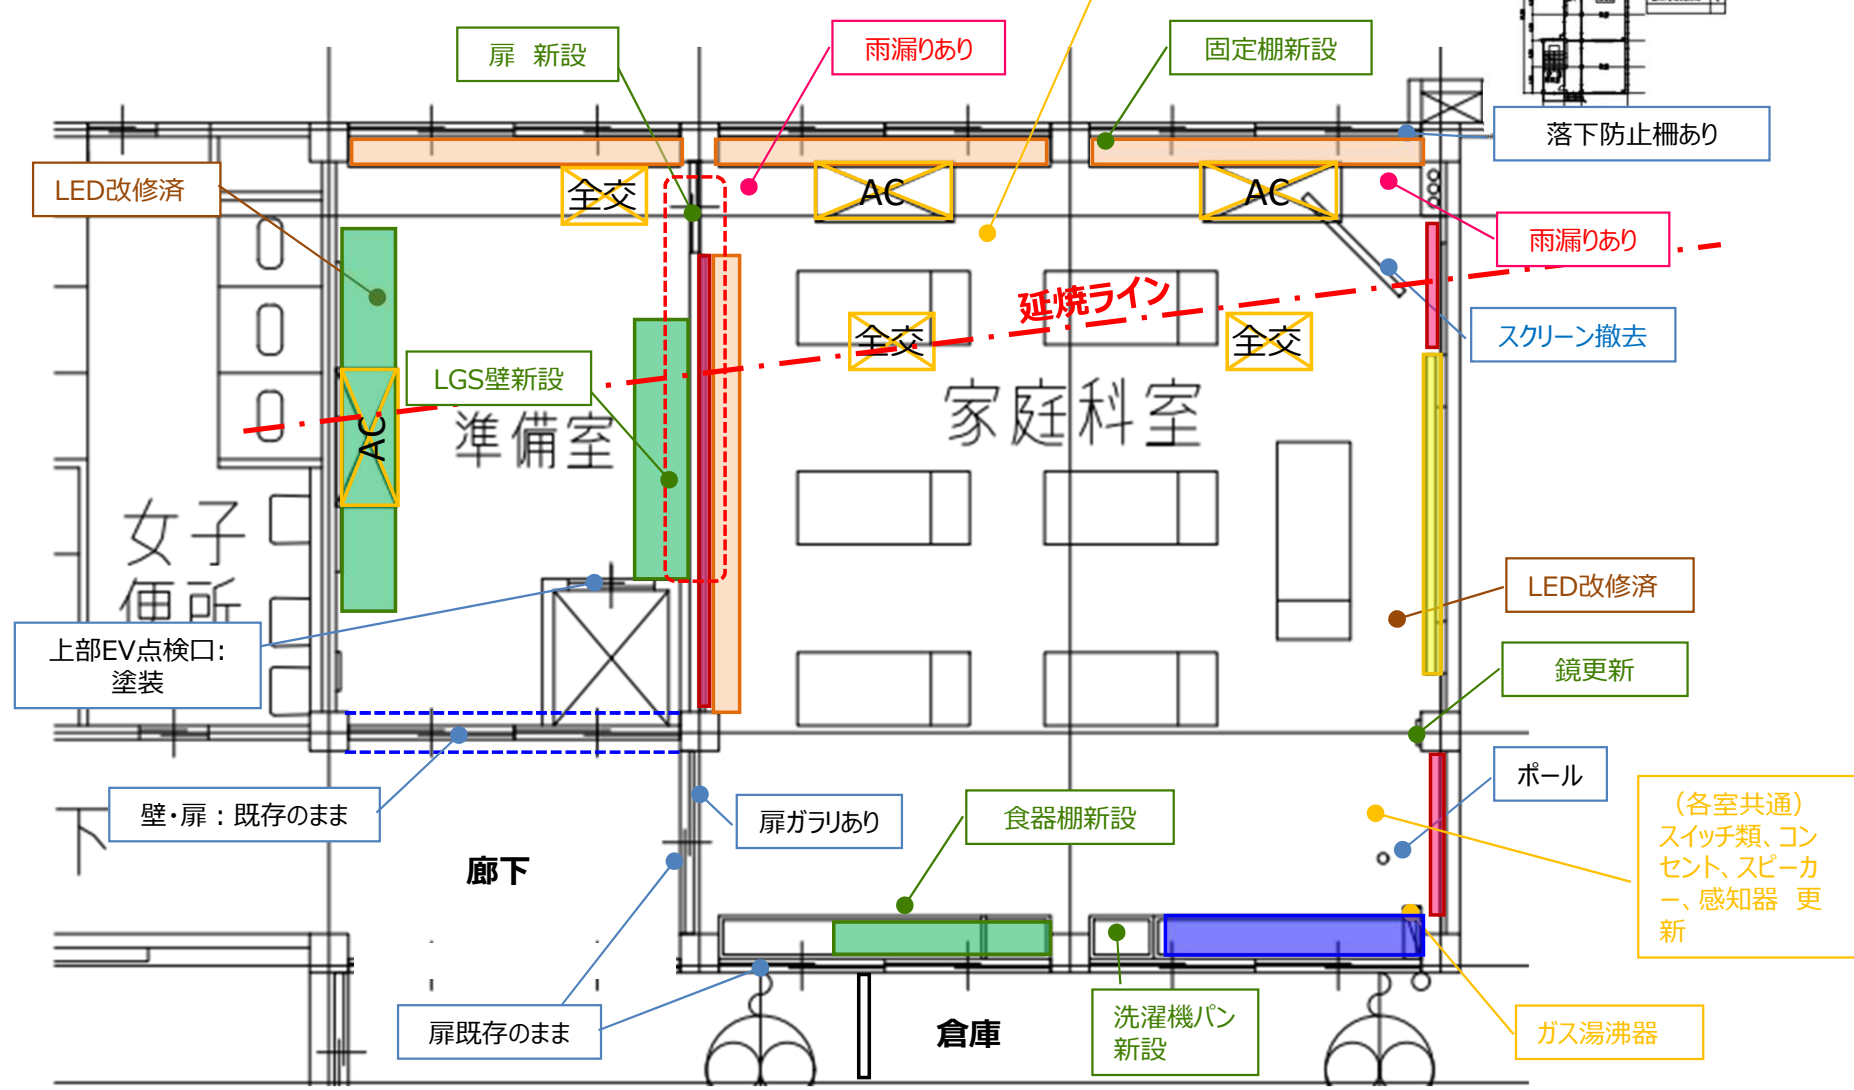 扉　新設
雨漏りあり
固定棚新設
落下防止柵あり
LED改修済
全交
AC
AC
雨漏りあり
延焼ライン
スクリーン撤去
全交
全交
LGS壁新設
AC
準備室
家庭科室
女子
便所
LED改修済
上部EV点検口:
塗装
鏡更新
ポール
壁・扉：既存のまま
扉ガラリあり
食器棚新設
（各室共通）
スイッチ類、コン
セント、スピーカ
ー、感知器　更
新
廊下
扉既存のまま
倉庫
洗濯機パン
新設
ガス湯沸器